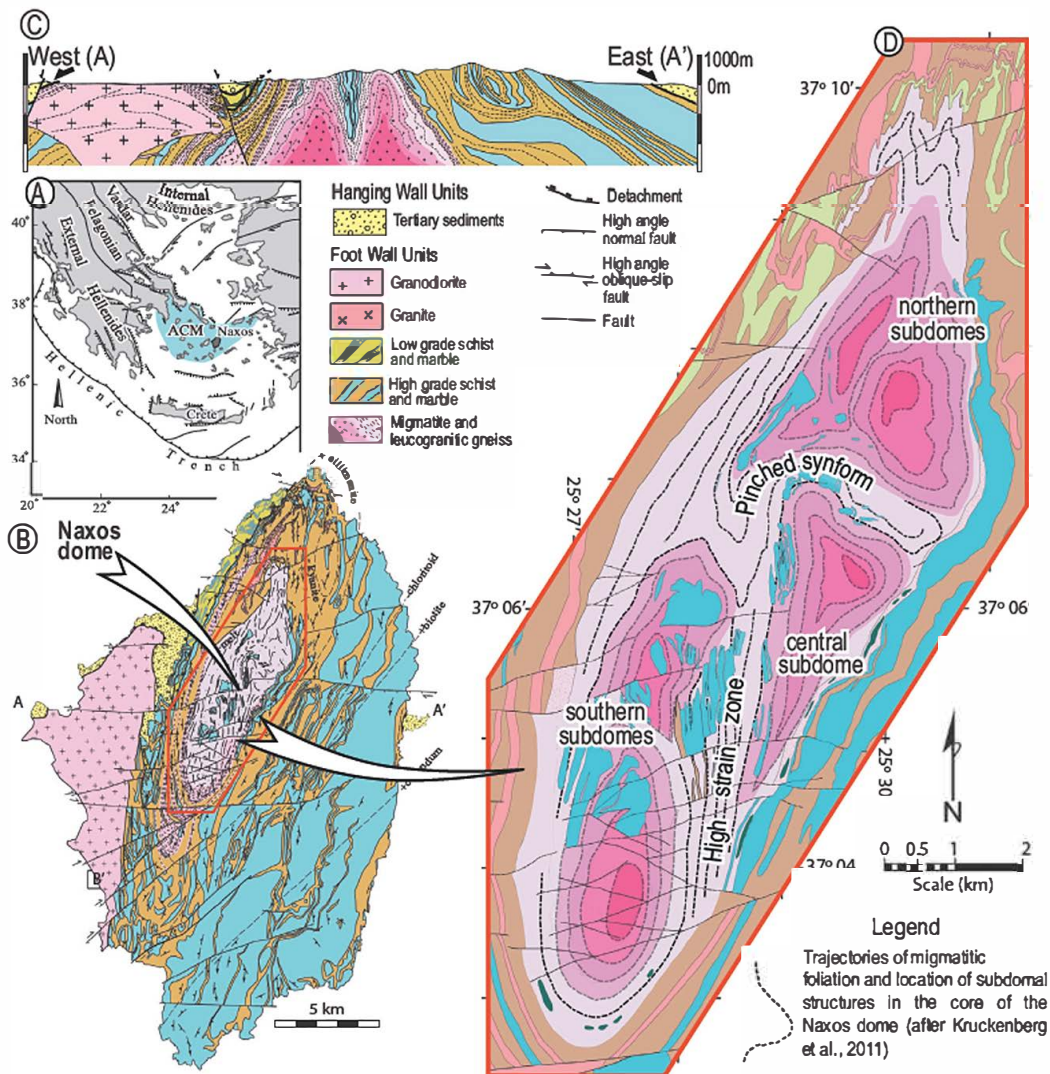 C
West (A)
East (A')
1000m
0m
A
Internal
Hellenides
Vardar
Pelagonian
External
Hellenides
ACM
Naxos
Crete
Hellenic
Trench
North
40°
38°
36°
34°
20°
22°
24°
Hanging Wall Units
Tertiary sediments
Foot Wall Units
Granodiorite
Granite
Low grade schist
and marble
High grade schist
and marble
Migmatite and
leucogranitic gneiss
Detachment
High angle
normal fault
High angle
oblique-slip
fault
Fault
B
Naxos
dome
sillimanite
kyanite
chloritoid
biotite
A
A'
B
5 km
D
37° 10'
northern
subdomes
Pinched synform
25° 27'
37° 06'
37° 06'
central
subdome
southern
subdomes
High strain zone
25° 30
37° 04
N
0 0.5 1 2
Scale (km)
Legend
Trajectories of migmatitic
foliation and location of subdomal
structures in the core of the
Naxos dome (after Kruckenberg
et al., 2011)